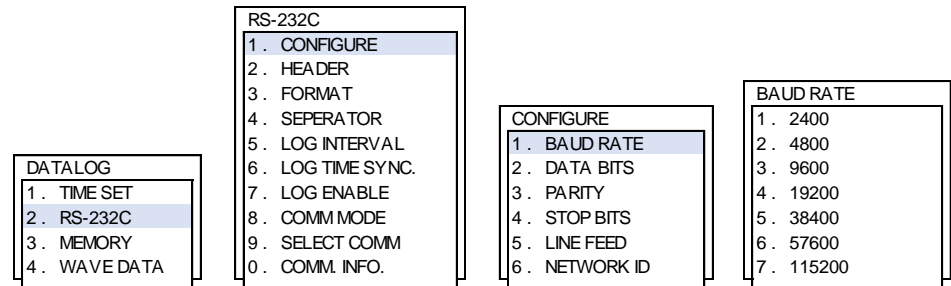 DATALOG
1. TIME SET
2. RS-232C
3. MEMORY
4. WAVE DATA
RS-232C
1. CONFIGURE
2. HEADER
3. FORMAT
4. SEPERATOR
5. LOG INTERVAL
6. LOG TIME SYNC.
7. LOG ENABLE
8. COMM MODE
9. SELECT COMM
0. COMM. INFO.
CONFIGURE
1. BAUD RATE
2. DATA BITS
3. PARITY
4. STOP BITS
5. LINE FEED
6. NETWORK ID
BAUD RATE
1. 2400
2. 4800
3. 9600
4. 19200
5. 38400
6. 57600
7. 115200